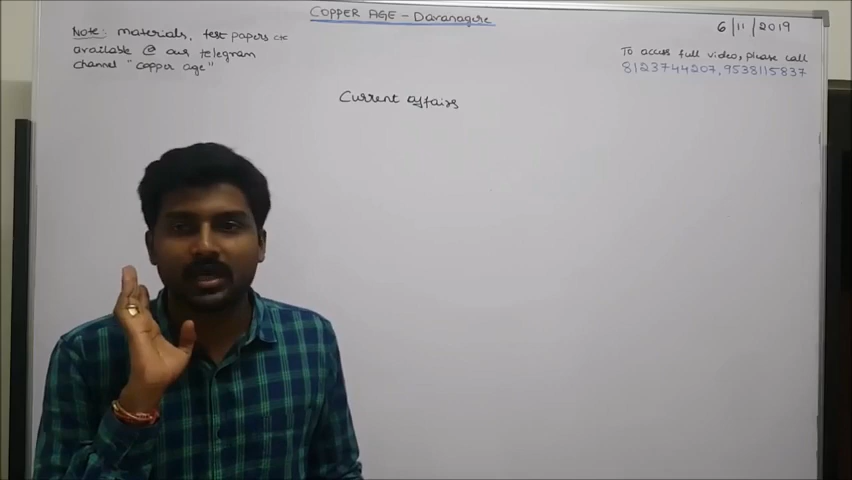 COPPER AGE - Davanagere
6/11/2019
Note: materials, test papers etc
available @ our telegram
channel "copper age"
To access full video, please call
8123744207, 9538115837
Current affairs